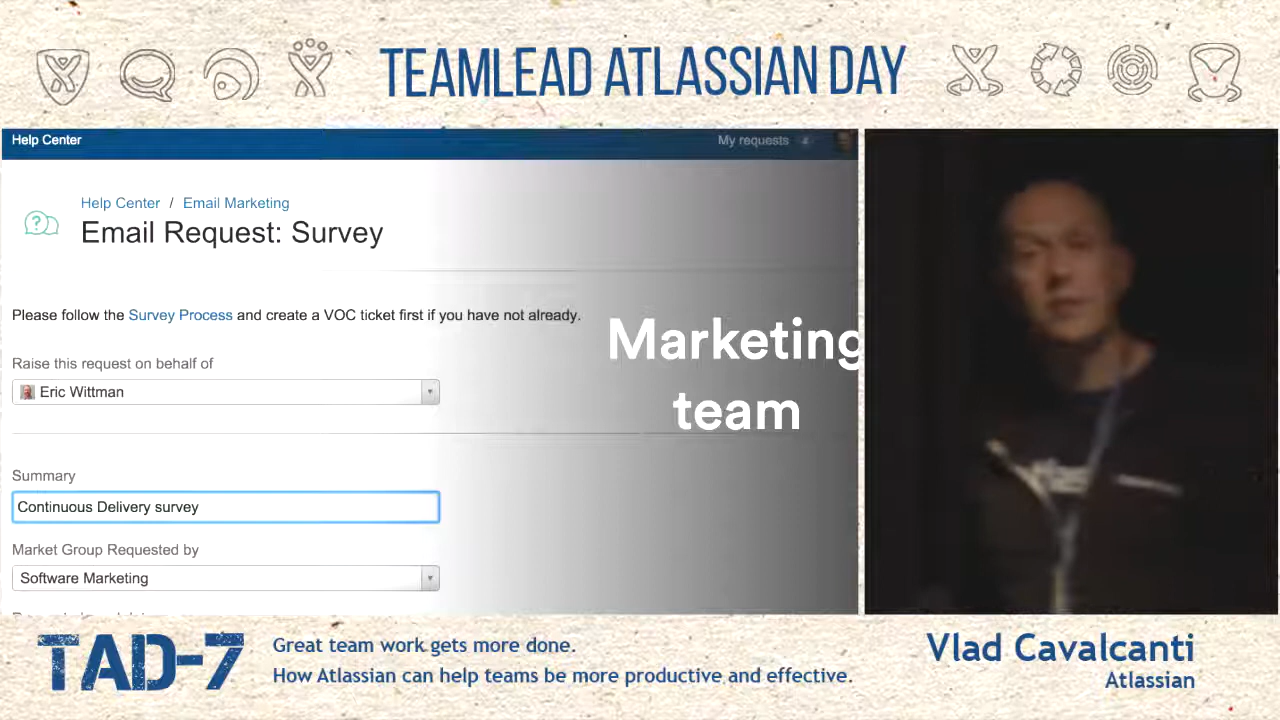 TEAMLEAD ATLASSIAN DAY
Help Center
My requests
Help Center / Email Marketing
Email Request: Survey
Please follow the Survey Process and create a VOC ticket first if you have not already.
Raise this request on behalf of
Eric Wittman
Marketing
team
Summary
Continuous Delivery survey
Market Group Requested by
Software Marketing
TAD-7
Great team work gets more done.
How Atlassian can help teams be more productive and effective.
Vlad Cavalcanti
Atlassian